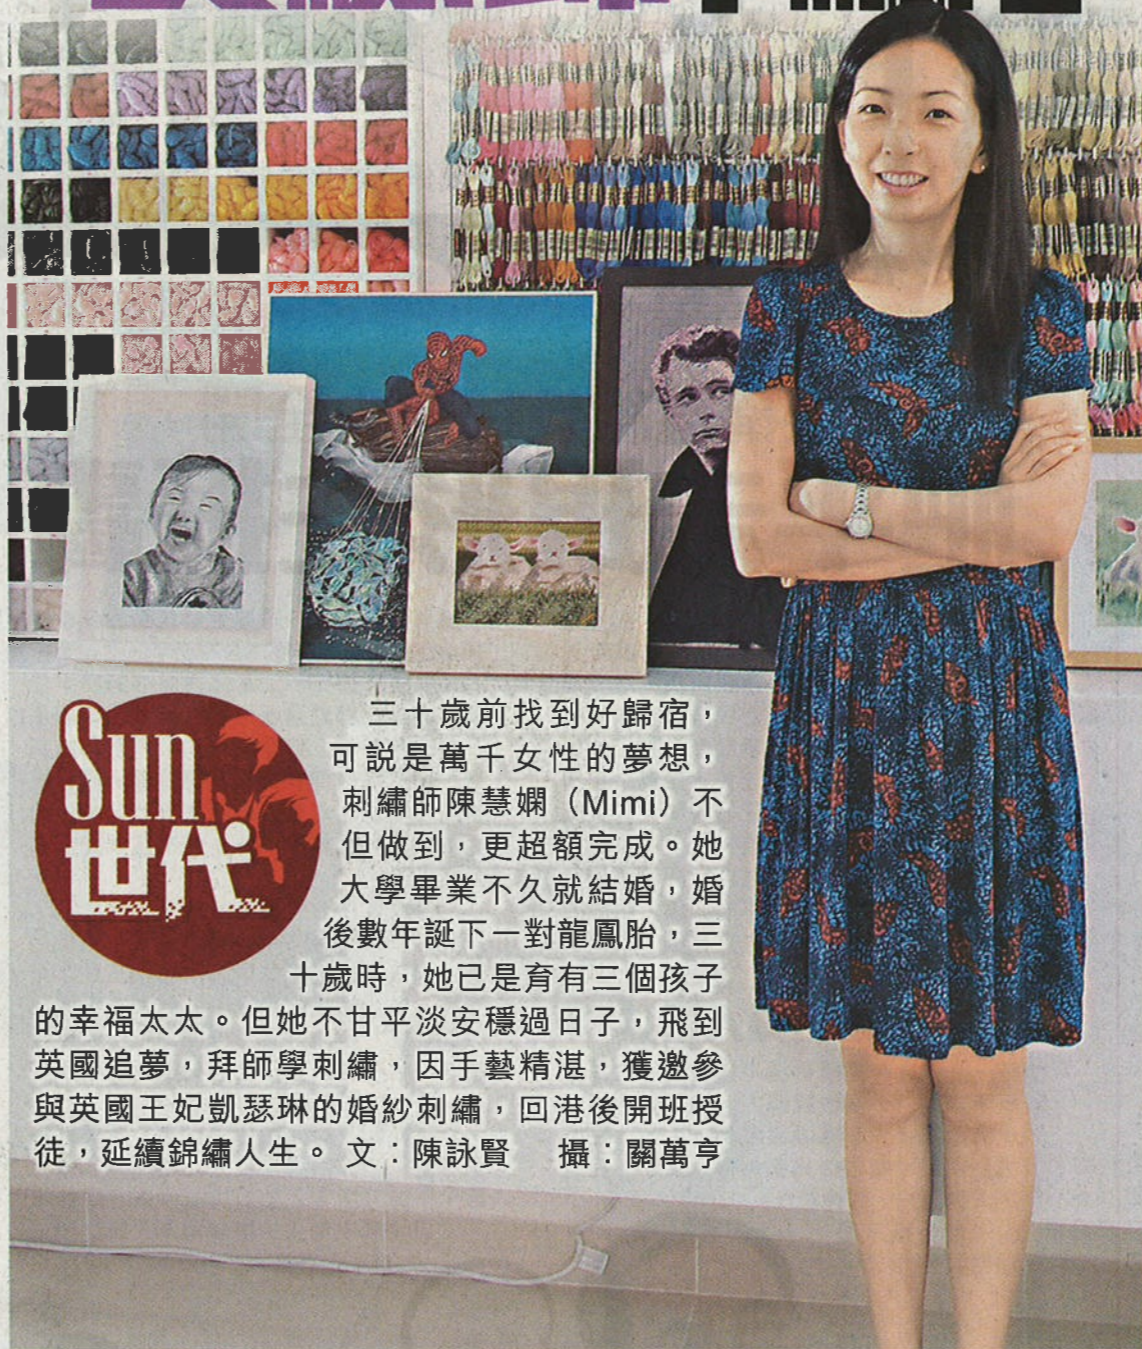 Sun
世代
三十歲前找到好歸宿，
可説是萬千女性的夢想，
刺繡師陳慧嫻（Mimi）不
但做到，更超額完成。她
大學畢業不久就結婚，婚
後數年誕下一對龍鳳胎，三
十歲時，她已是育有三個孩子
的幸福太太。但她不甘平淡安穩過日子，飛到
英國追夢，拜師學刺繡，因手藝精湛，獲邀參
與英國王妃凱瑟琳的婚紗刺繡，回港後開班授
徒，延續錦繡人生。 文：陳詠賢 攝：關萬亨